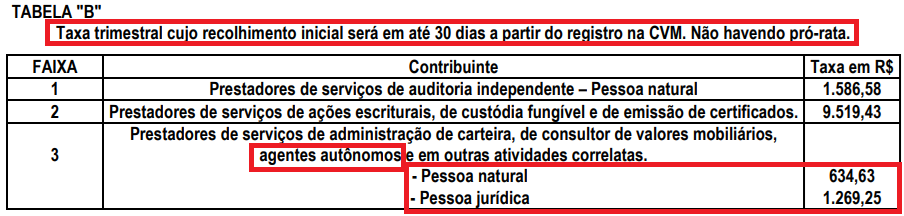 TABELA "B"
Taxa trimestral cujo recolhimento inicial será em até 30 dias a partir do registro na CVM. Não havendo pró-rata.
FAIXA Contribuinte Taxa em R$
1 Prestadores de serviços de auditoria independente – Pessoa natural 1.586,58
2 Prestadores de serviços de ações escriturais, de custódia fungível e de emissão de certificados. 9.519,43
3 Prestadores de serviços de administração de carteira, de consultor de valores mobiliários,
agentes autônomos e em outras atividades correlatas.
- Pessoa natural 634,63
- Pessoa jurídica 1.269,25